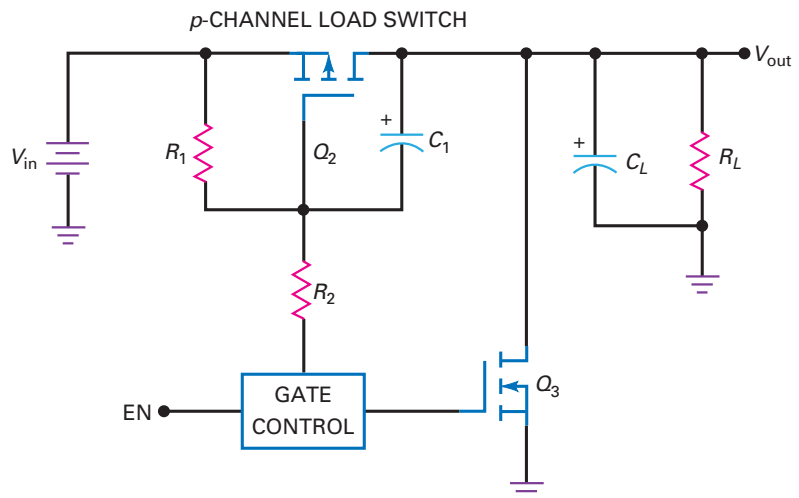 p-CHANNEL LOAD SWITCH
Vout
+
+
R1
Q2
C1
Vin
CL
RL
R2
Q3
EN
GATE
CONTROL